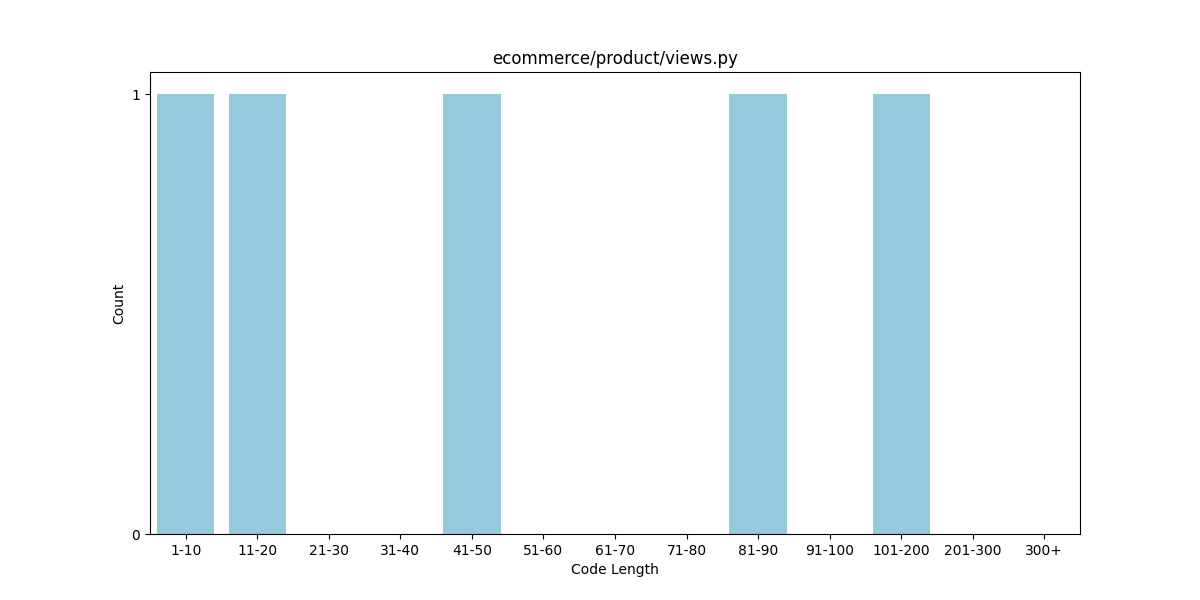 ecommerce/product/views.py
1
Count
0
1-10 11-20 21-30 31-40 41-50 51-60 61-70 71-80 81-90 91-100 101-200 201-300 300+
Code Length